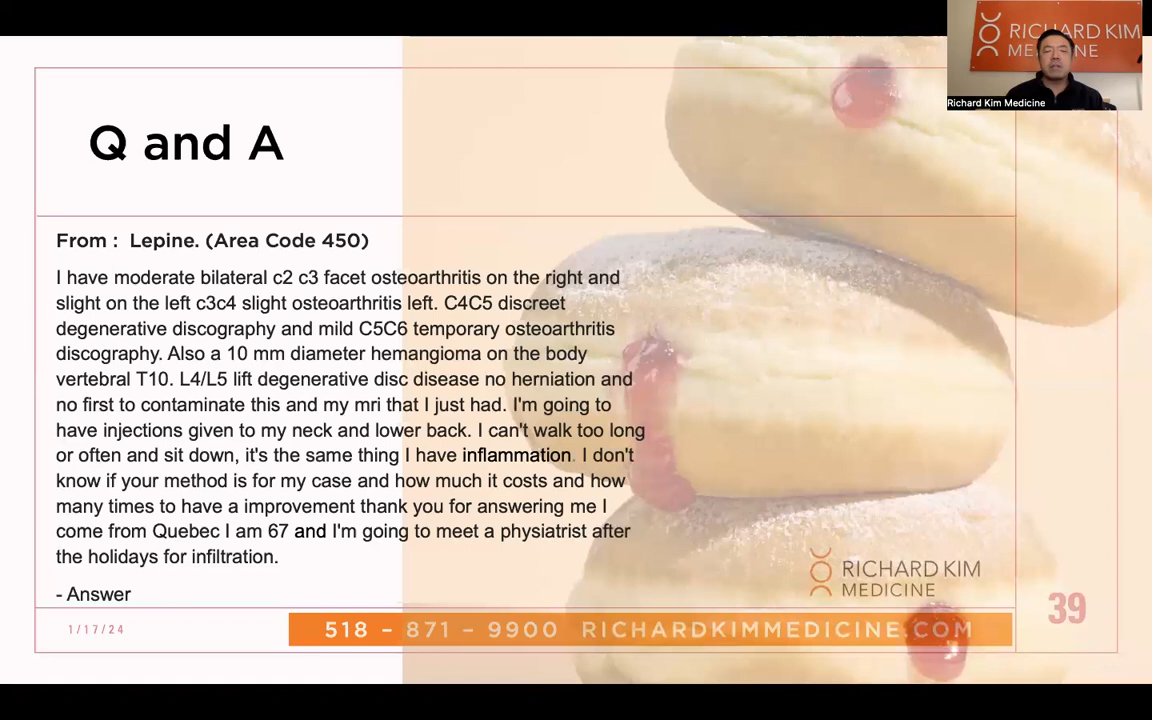 RICHARD KIM
MEDICINE
Richard Kim Medicine
Q and A
From : Lepine. (Area Code 450)
I have moderate bilateral c2 c3 facet osteoarthritis on the right and
slight on the left c3c4 slight osteoarthritis left. C4C5 discreet
degenerative discography and mild C5C6 temporary osteoarthritis
discography. Also a 10 mm diameter hemangioma on the body
vertebral T10. L4/L5 lift degenerative disc disease no herniation and
no first to contaminate this and my mri that I just had. I'm going to
have injections given to my neck and lower back. I can't walk too long
or often and sit down, it's the same thing I have inflammation. I don't
know if your method is for my case and how much it costs and how
many times to have a improvement thank you for answering me I
come from Quebec I am 67 and I'm going to meet a physiatrist after
the holidays for infiltration.
- Answer
RICHARD KIM
MEDICINE
39
1/17/24
518 - 871 - 9900 RICHARDKIMMEDICINE.COM